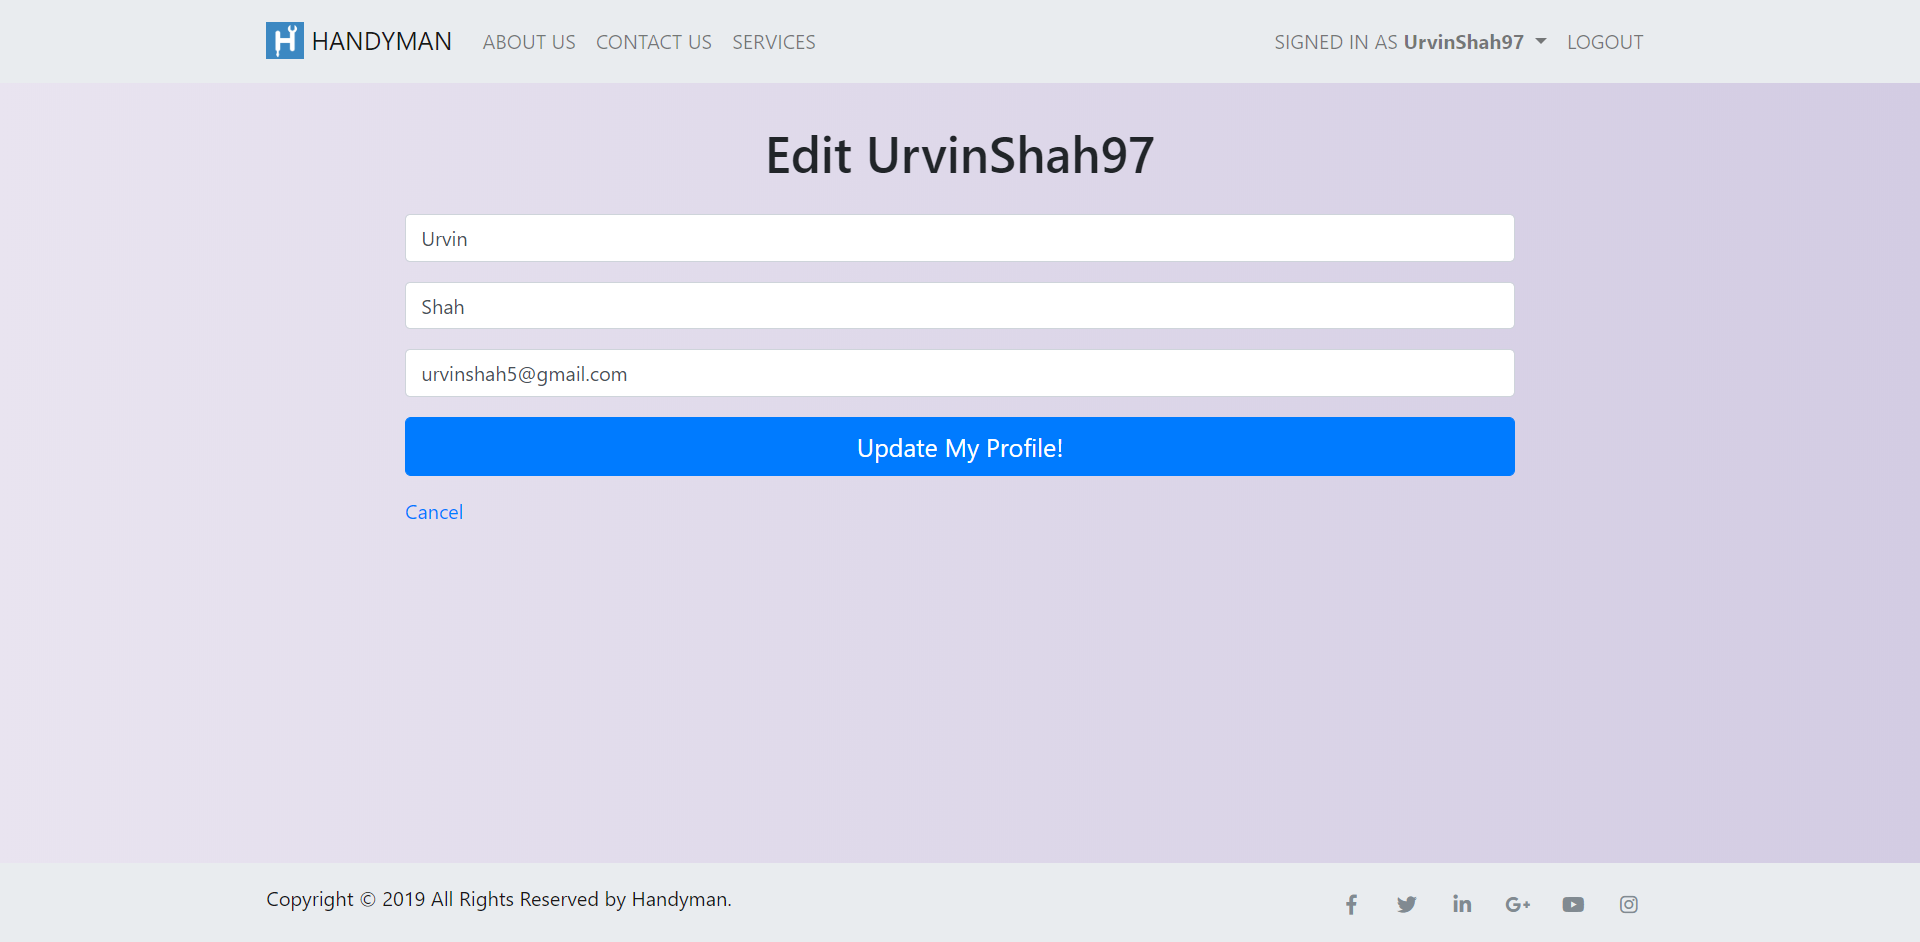 HANDYMAN ABOUT US CONTACT US SERVICES SIGNED IN AS UrvinShah97 LOGOUT
Edit UrvinShah97
Urvin
Shah
urvinshah5@gmail.com
Update My Profile!
Cancel
Copyright © 2019 All Rights Reserved by Handyman.